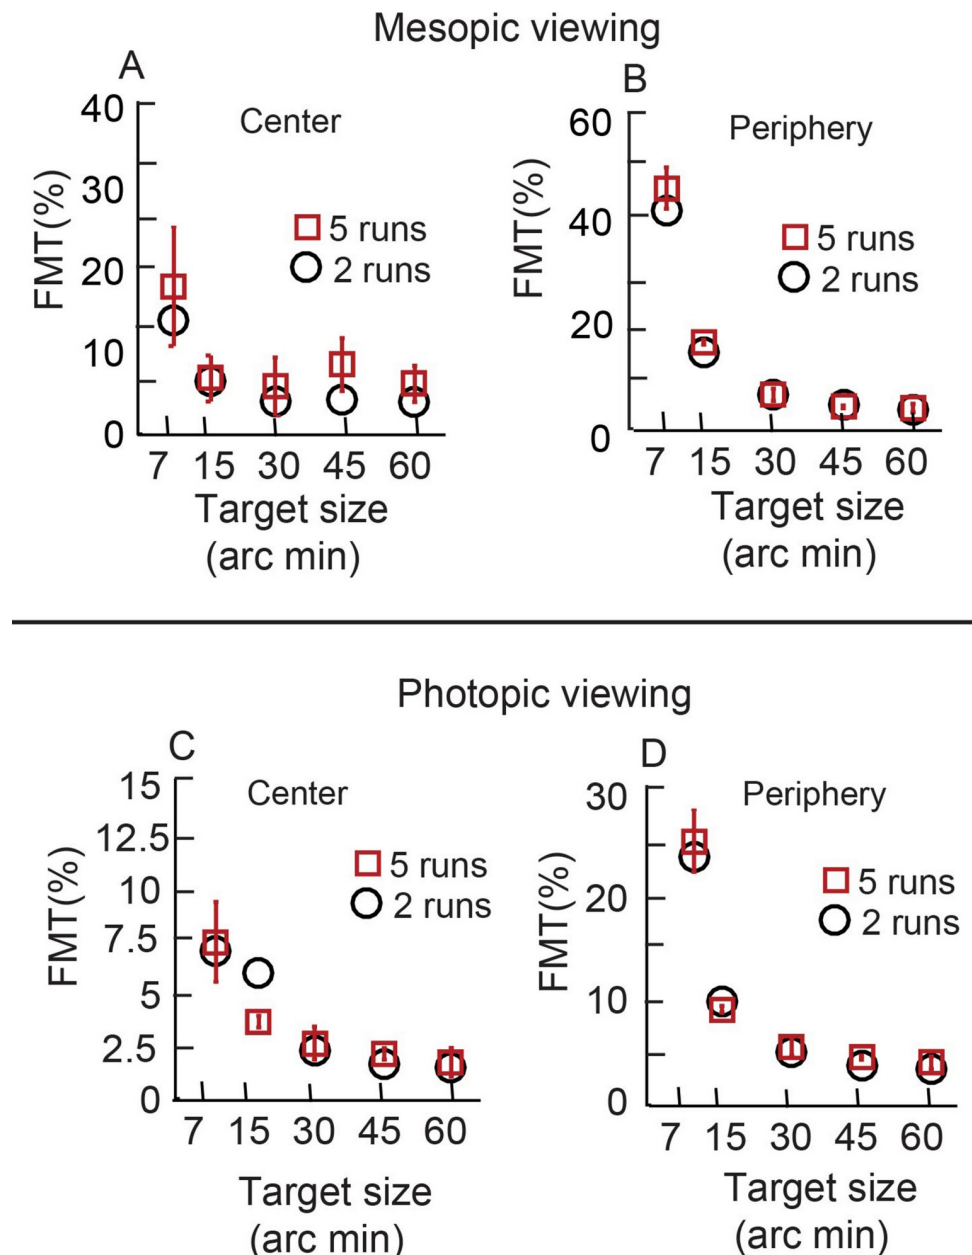 Mesopic viewing
A
Center
FMT(%)
40
30
20
10
0
5 runs
2 runs
7 15 30 45 60
Target size
(arc min)
B
Periphery
FMT(%)
60
40
20
0
5 runs
2 runs
7 15 30 45 60
Target size
(arc min)
Photopic viewing
C
Center
FMT(%)
15
12.5
10
7.5
5
2.5
0
5 runs
2 runs
7 15 30 45 60
Target size
(arc min)
D
Periphery
FMT(%)
30
20
10
0
5 runs
2 runs
7 15 30 45 60
Target size
(arc min)